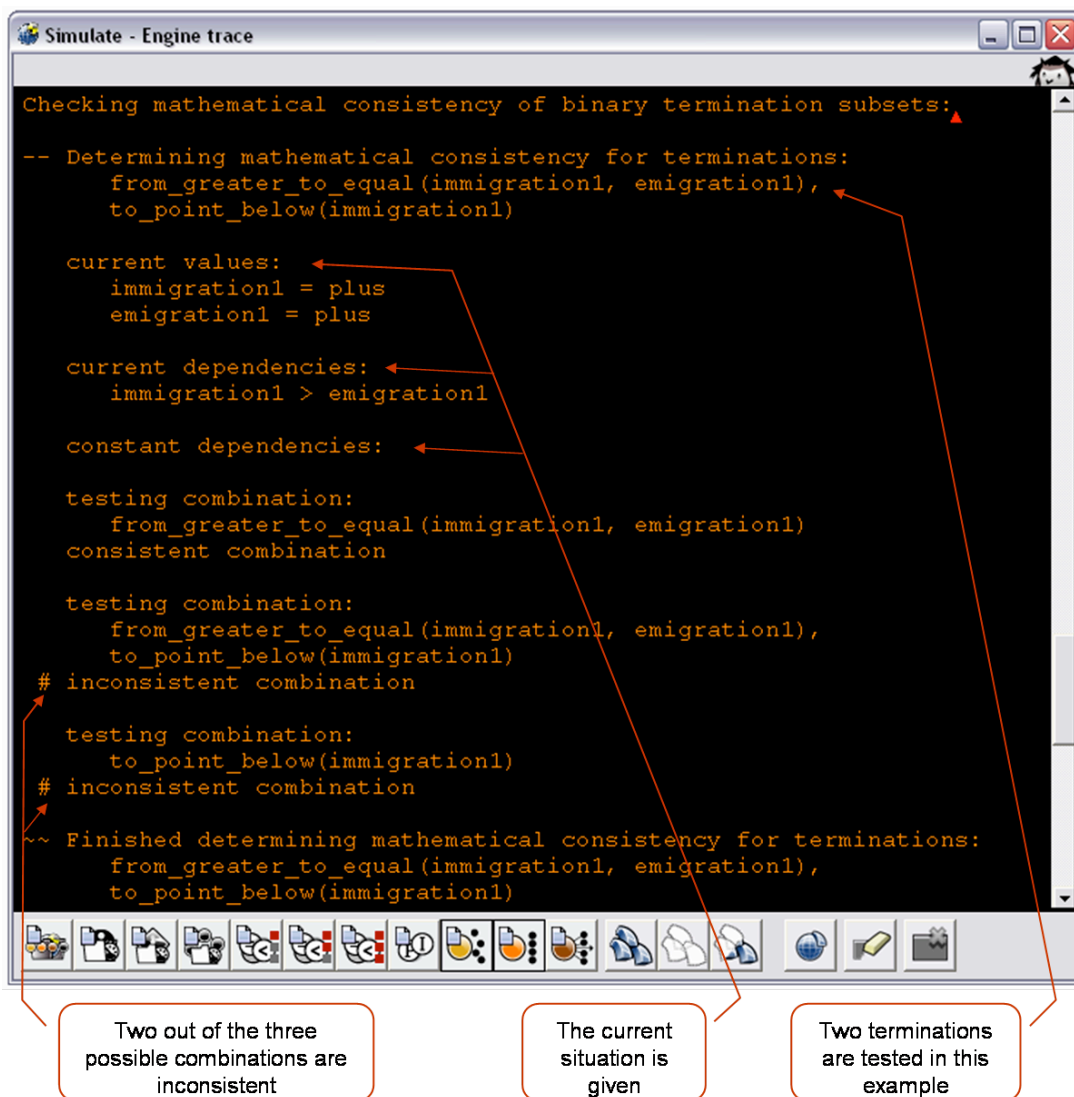 Simulate - Engine trace
Checking mathematical consistency of binary termination subsets:
-- Determining mathematical consistency for terminations:
from_greater_to_equal(immigration1, emigration1),
to_point_below(immigration1)
current values:
immigration1 = plus
emigration1 = plus
current dependencies:
immigration1 > emigration1
constant dependencies:
testing combination:
from_greater_to_equal(immigration1, emigration1)
consistent combination
testing combination:
from_greater_to_equal(immigration1, emigration1),
to_point_below(immigration1)
# inconsistent combination
testing combination:
to_point_below(immigration1)
# inconsistent combination
~~ Finished determining mathematical consistency for terminations:
from_greater_to_equal(immigration1, emigration1),
to_point_below(immigration1)
Two out of the three
possible combinations are
inconsistent
The current
situation is
given
Two terminations
are tested in this
example